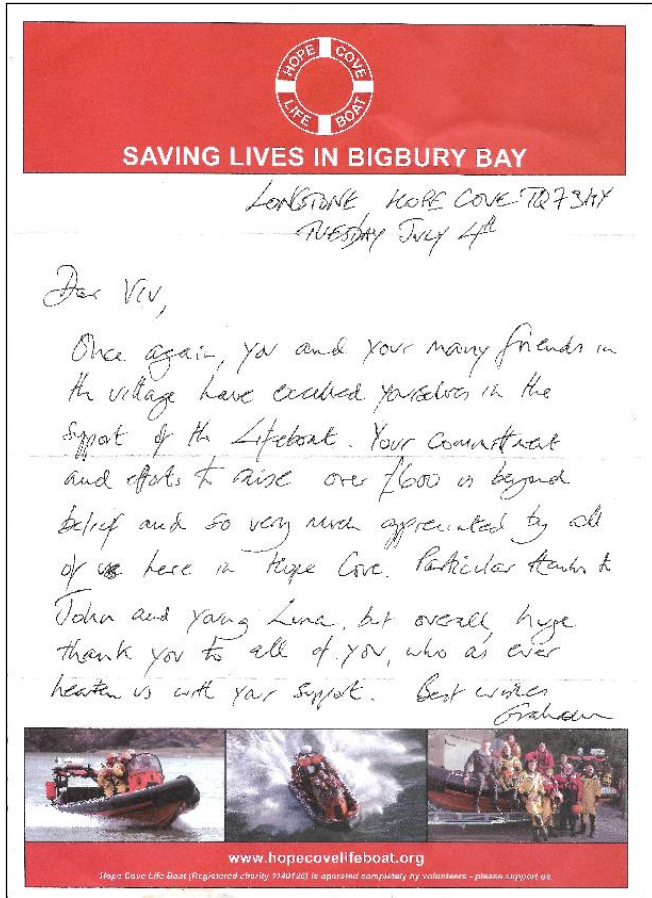 HOPE COVE
LIFE BOAT
SAVING LIVES IN BIGBURY BAY
LONGSTONE HOPE COVE TQ7 3HY
TUESDAY JULY 4th
Dear Viv,
Once again, you and your many friends in
the village have excelled yourselves in the
support of the Lifeboat. Your commitment
and efforts to raise over £600 is beyond
belief and so very much appreciated by all
of us here in Hope Cove. Particular thanks to
John and young Luna, but overall, huge
thank you to all of you, who as ever
hearten us with your support. Best wishes
Graham
www.hopecovelifeboat.org
Hope Cove Life Boat (Registered charity 1140126) is operated completely by volunteers - please support us.